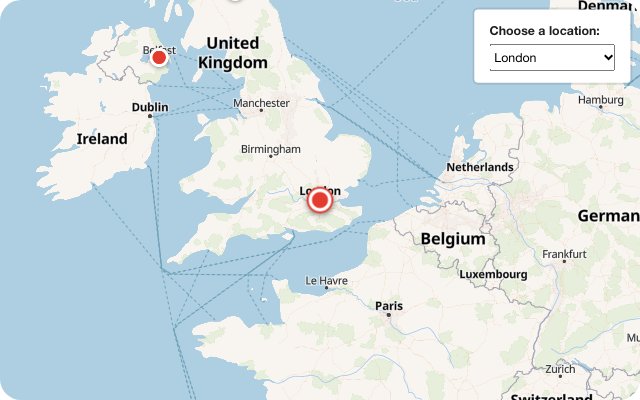 Denmar
Choose a location:
London
United
Kingdom
Belfast
Hamburg
Manchester
Dublin
Ireland
Birmingham
Netherlands
London
German
Belgium
Frankfurt
Luxembourg
Le Havre
Paris
Mu
Zurich
Switzerland